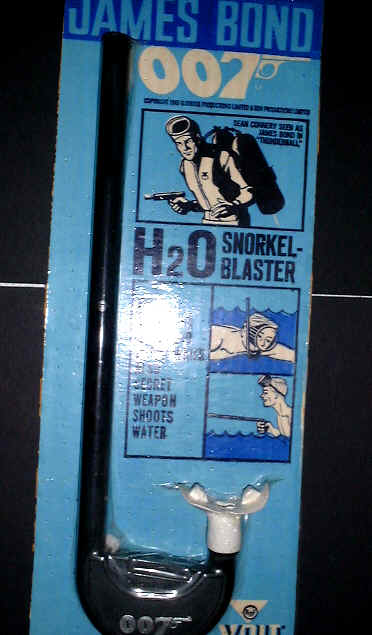 JAMES BOND
007
SEAN CONNERY SEEN AS
JAMES BOND IN
"THUNDERBALL"
H2O SNORKEL-
BLASTER
SECRET
WEAPON
SHOOTS
WATER
007
VOIT